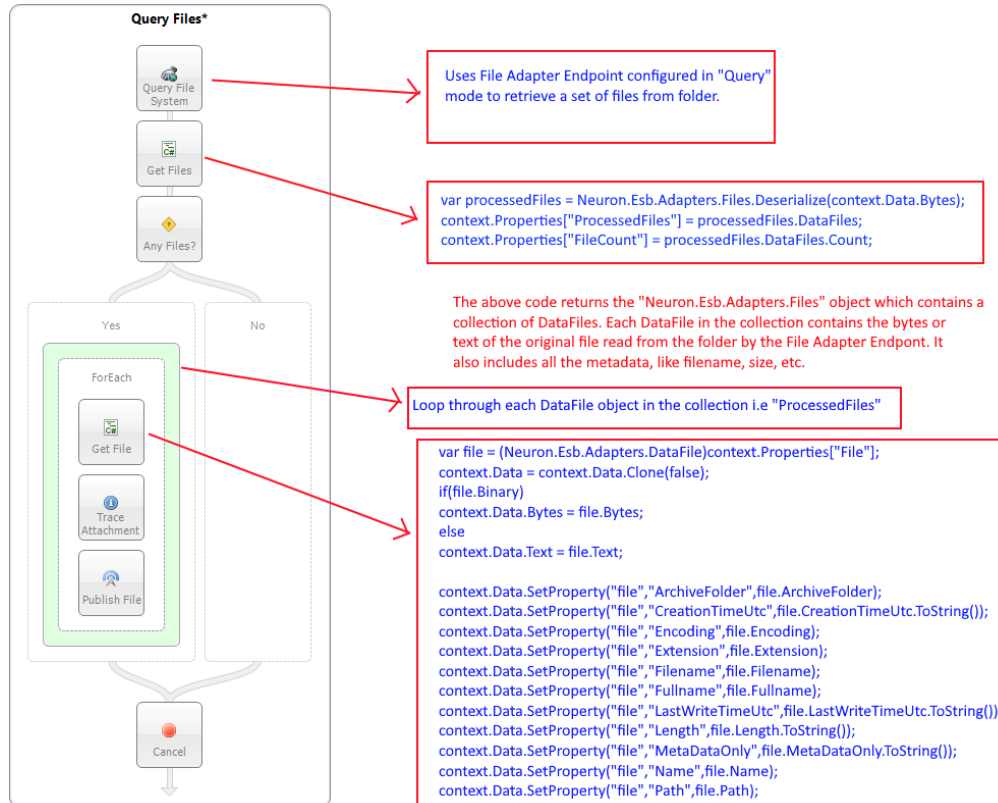 Query Files*
Query File
System
Get Files
Any Files?
Yes
No
ForEach
Get File
Trace
Attachment
Publish File
Cancel
Uses File Adapter Endpoint configured in "Query"
mode to retrieve a set of files from folder.
var processedFiles = Neuron.Esb.Adapters.Files.Deserialize(context.Data.Bytes);
context.Properties["ProcessedFiles"] = processedFiles.DataFiles;
context.Properties["FileCount"] = processedFiles.DataFiles.Count;
The above code returns the "Neuron.Esb.Adapters.Files" object which contains a
collection of DataFiles. Each DataFile in the collection contains the bytes or
text of the original file read from the folder by the File Adapter Endpont. It
also includes all the metadata, like filename, size, etc.
Loop through each DataFile object in the collection i.e "ProcessedFiles"
var file = (Neuron.Esb.Adapters.DataFile)context.Properties["File"];
context.Data = context.Data.Clone(false);
if(file.Binary)
context.Data.Bytes = file.Bytes;
else
context.Data.Text = file.Text;
context.Data.SetProperty("file","ArchiveFolder",file.ArchiveFolder);
context.Data.SetProperty("file","CreationTimeUtc",file.CreationTimeUtc.ToString());
context.Data.SetProperty("file","Encoding",file.Encoding);
context.Data.SetProperty("file","Extension",file.Extension);
context.Data.SetProperty("file","Filename",file.Filename);
context.Data.SetProperty("file","Fullname",file.Fullname);
context.Data.SetProperty("file","LastWriteTimeUtc",file.LastWriteTimeUtc.ToString())
context.Data.SetProperty("file","Length",file.Length.ToString());
context.Data.SetProperty("file","MetaDataOnly",file.MetaDataOnly.ToString());
context.Data.SetProperty("file","Name",file.Name);
context.Data.SetProperty("file","Path",file.Path);